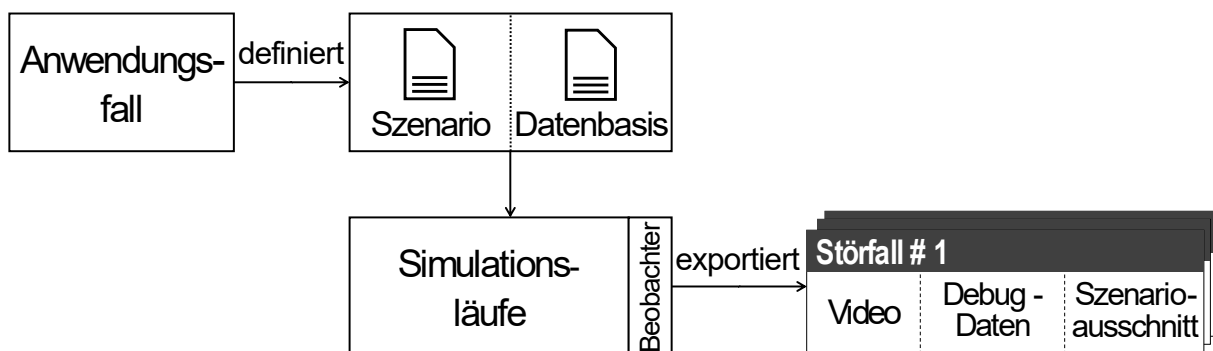 Anwendungs-
fall
definiert
Szenario
Datenbasis
Simulations-
läufe
Beobachter
exportiert
Störfall # 1
Video
Debug -
Daten
Szenario-
ausschnitt